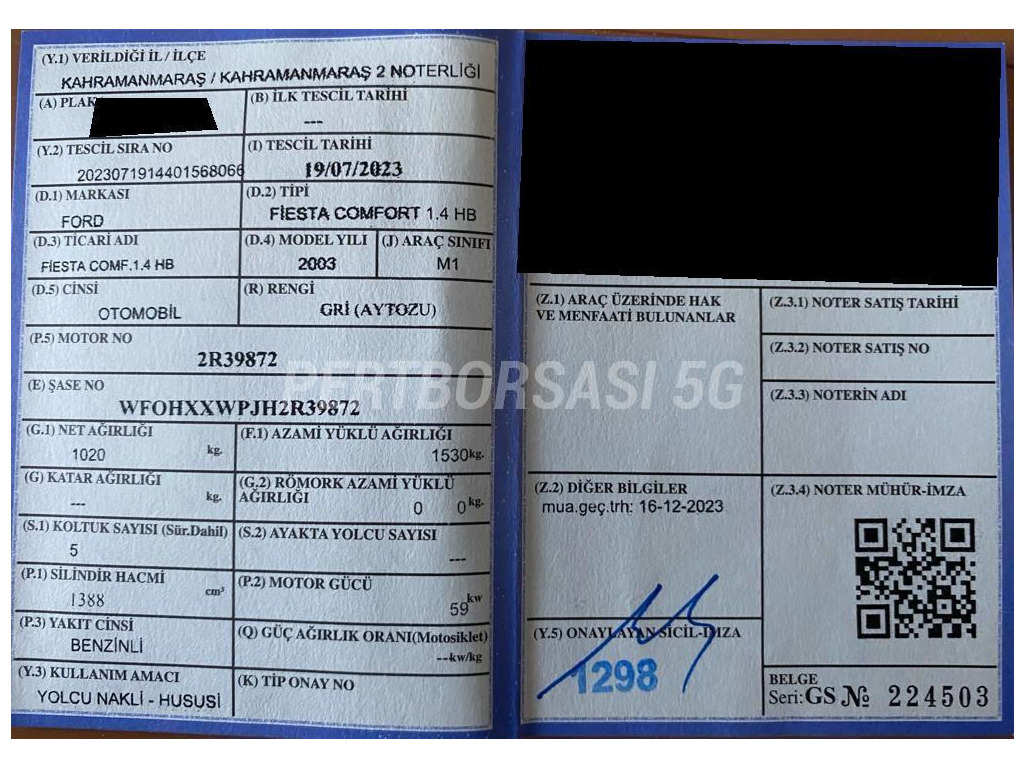 (Y.1) VERİLDİĞİ İL / İLÇE
KAHRAMANMARAŞ / KAHRAMANMARAŞ 2 NOTERLİĞİ
(A) PLAK
(B) İLK TESCİL TARİHİ
---
(Y.2) TESCİL SIRA NO
2023071914401568066
(I) TESCİL TARİHİ
19/07/2023
(D.1) MARKASI
FORD
(D.2) TİPİ
FİESTA COMFORT 1.4 HB
(D.3) TİCARİ ADI
FİESTA COMF.1.4 HB
(D.4) MODEL YILI
2003
(J) ARAÇ SINIFI
M1
(D.5) CİNSİ
OTOMOBİL
(R) RENGİ
GRİ (AYTOZU)
(P.5) MOTOR NO
2R39872
(E) ŞASE NO
WFOHXXWPJH2R39872
(G.1) NET AĞIRLIĞI
1020 kg.
(F.1) AZAMİ YÜKLÜ AĞIRLIĞI
1530 kg.
(G) KATAR AĞIRLIĞI
--- kg.
(G.2) RÖMORK AZAMİ YÜKLÜ
AĞIRLIĞI
0 0 kg.
(S.1) KOLTUK SAYISI (Sür.Dahil)
5
(S.2) AYAKTA YOLCU SAYISI
---
(P.1) SİLİNDİR HACMİ
1388 cm³
(P.2) MOTOR GÜCÜ
59 kw
(P.3) YAKIT CİNSİ
BENZİNLİ
(Q) GÜÇ AĞIRLIK ORANI(Motosiklet)
--kw/kg
(Y.3) KULLANIM AMACI
YOLCU NAKLİ - HUSUSİ
(K) TİP ONAY NO
(Z.1) ARAÇ ÜZERİNDE HAK
VE MENFAATİ BULUNANLAR
(Z.3.1) NOTER SATIŞ TARİHİ
(Z.3.2) NOTER SATIŞ NO
(Z.3.3) NOTERİN ADI
(Z.2) DİĞER BİLGİLER
mua.geç.trh: 16-12-2023
(Z.3.4) NOTER MÜHÜR-İMZA
(Y.5) ONAYLAYAN SİCİL-İMZA
1298
BELGE
Seri: GS № 224503
PERTBORSASI 5G